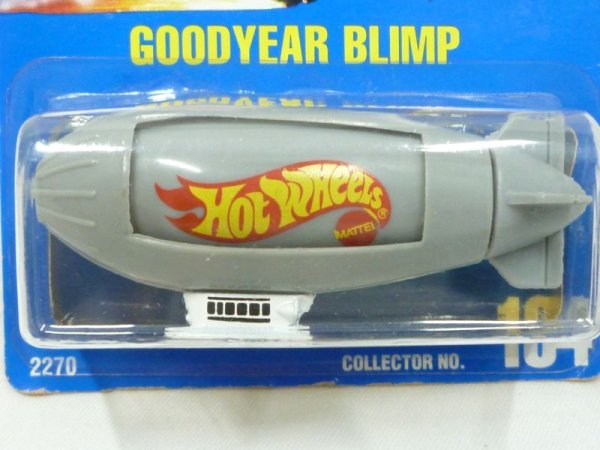 GOODYEAR BLIMP
HOT WHEELS®
MATTEL
2270
COLLECTOR NO.